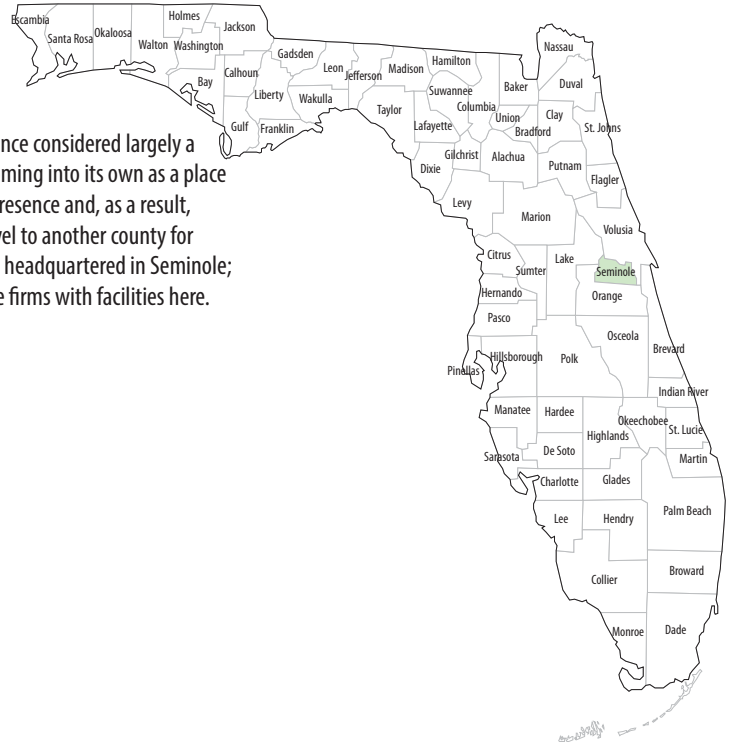 Escambia
Santa Rosa
Okaloosa
Walton
Holmes
Washington
Jackson
Bay
Calhoun
Gulf
Gadsden
Liberty
Franklin
Leon
Wakulla
Jefferson
Madison
Taylor
Hamilton
Suwannee
Lafayette
Columbia
Dixie
Gilchrist
Baker
Union
Bradford
Alachua
Nassau
Duval
Clay
St. Johns
Putnam
Flagler
Levy
Marion
Volusia
Citrus
Sumter
Lake
Seminole
Orange
Hernando
Pasco
Osceola
Brevard
Pinellas
Hillsborough
Polk
Indian River
Manatee
Hardee
Okeechobee
St. Lucie
Highlands
Sarasota
De Soto
Martin
Charlotte
Glades
Lee
Hendry
Palm Beach
Collier
Broward
Monroe
Dade
nce considered largely a
ming into its own as a place
resence and, as a result,
vel to another county for
headquartered in Seminole;
e firms with facilities here.